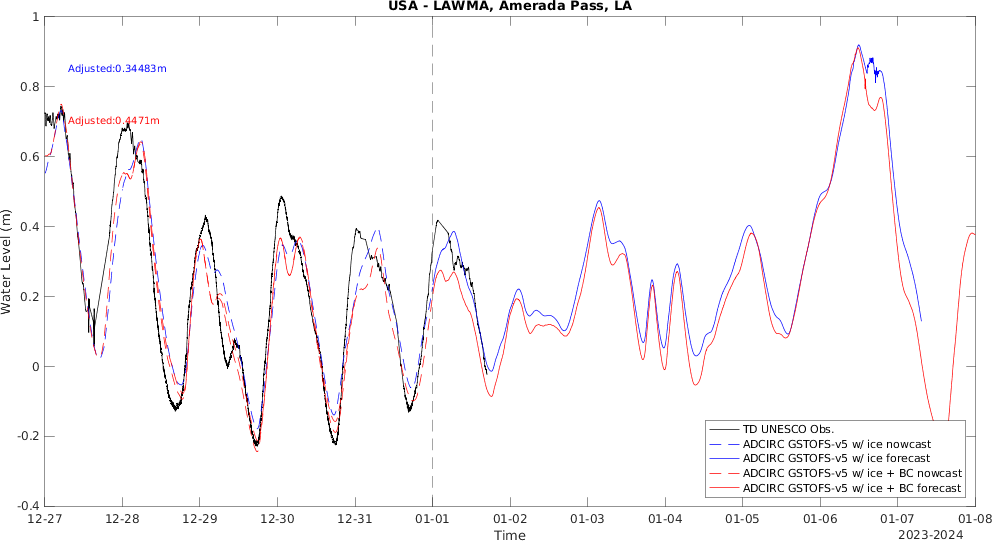 USA - LAWMA, Amerada Pass, LA
Adjusted:0.34483m
Adjusted:0.4471m
1
0.8
0.6
0.4
0.2
0
-0.2
-0.4
Water Level (m)
TD UNESCO Obs.
ADCIRC GSTOFS-v5 w/ ice nowcast
ADCIRC GSTOFS-v5 w/ ice forecast
ADCIRC GSTOFS-v5 w/ ice + BC nowcast
ADCIRC GSTOFS-v5 w/ ice + BC forecast
12-27 12-28 12-29 12-30 12-31 01-01 01-02 01-03 01-04 01-05 01-06 01-07 01-08
Time
2023-2024